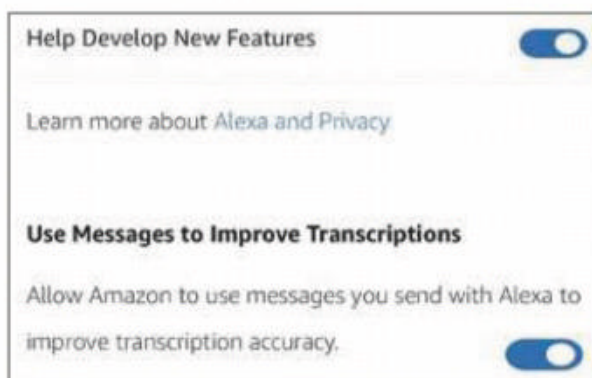 Help Develop New Features
Learn more about Alexa and Privacy
Use Messages to Improve Transcriptions
Allow Amazon to use messages you send with Alexa to
improve transcription accuracy.